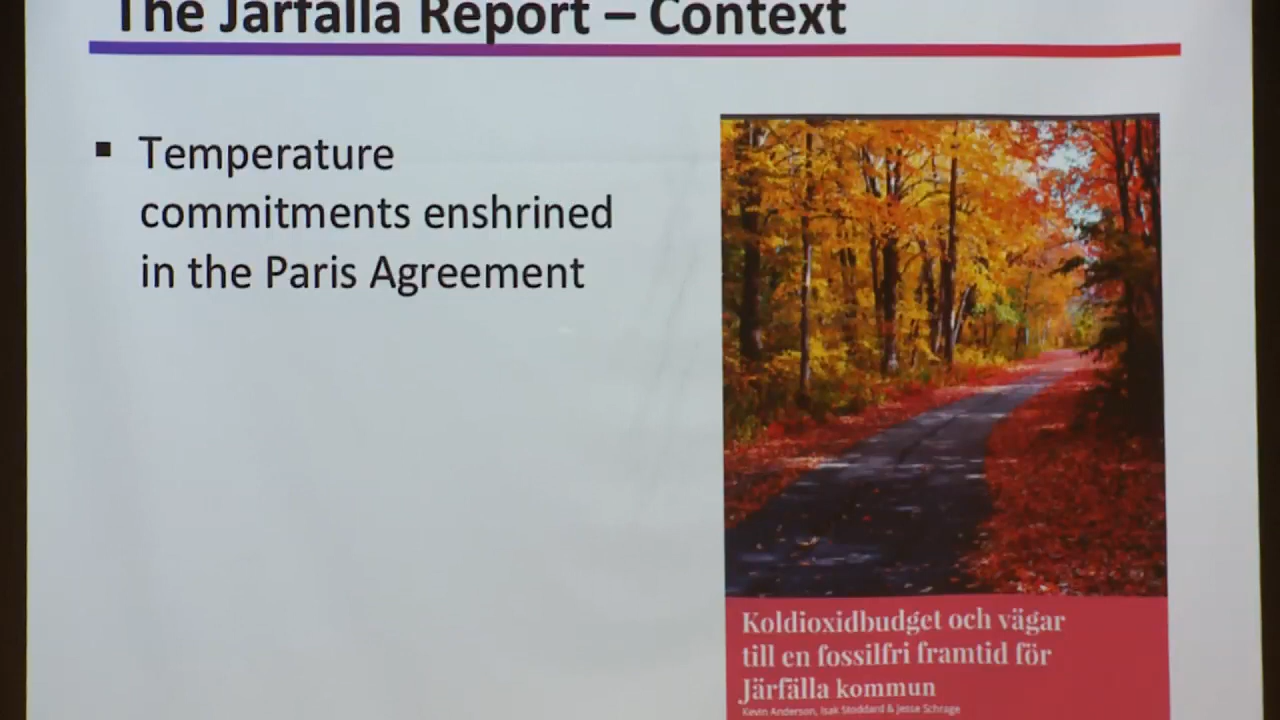 The Järfälla Report – Context
▪ Temperature
commitments enshrined
in the Paris Agreement
Koldioxidbudget och vägar
till en fossilfri framtid för
Järfälla kommun
Kevin Anderson, Isak Stoddard & Jesse Schrage